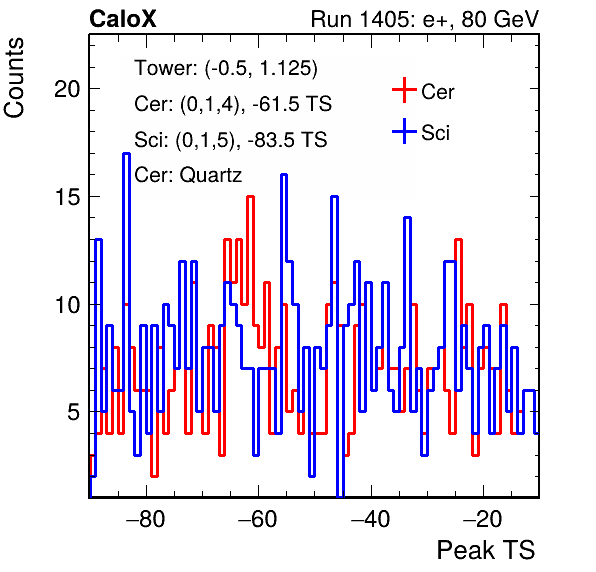 CaloX Run 1405: e+, 80 GeV
Counts
Tower: (-0.5, 1.125)
Cer: (0,1,4), -61.5 TS
Sci: (0,1,5), -83.5 TS
Cer: Quartz
Cer
Sci
20
15
10
5
−80 −60 −40 −20
Peak TS